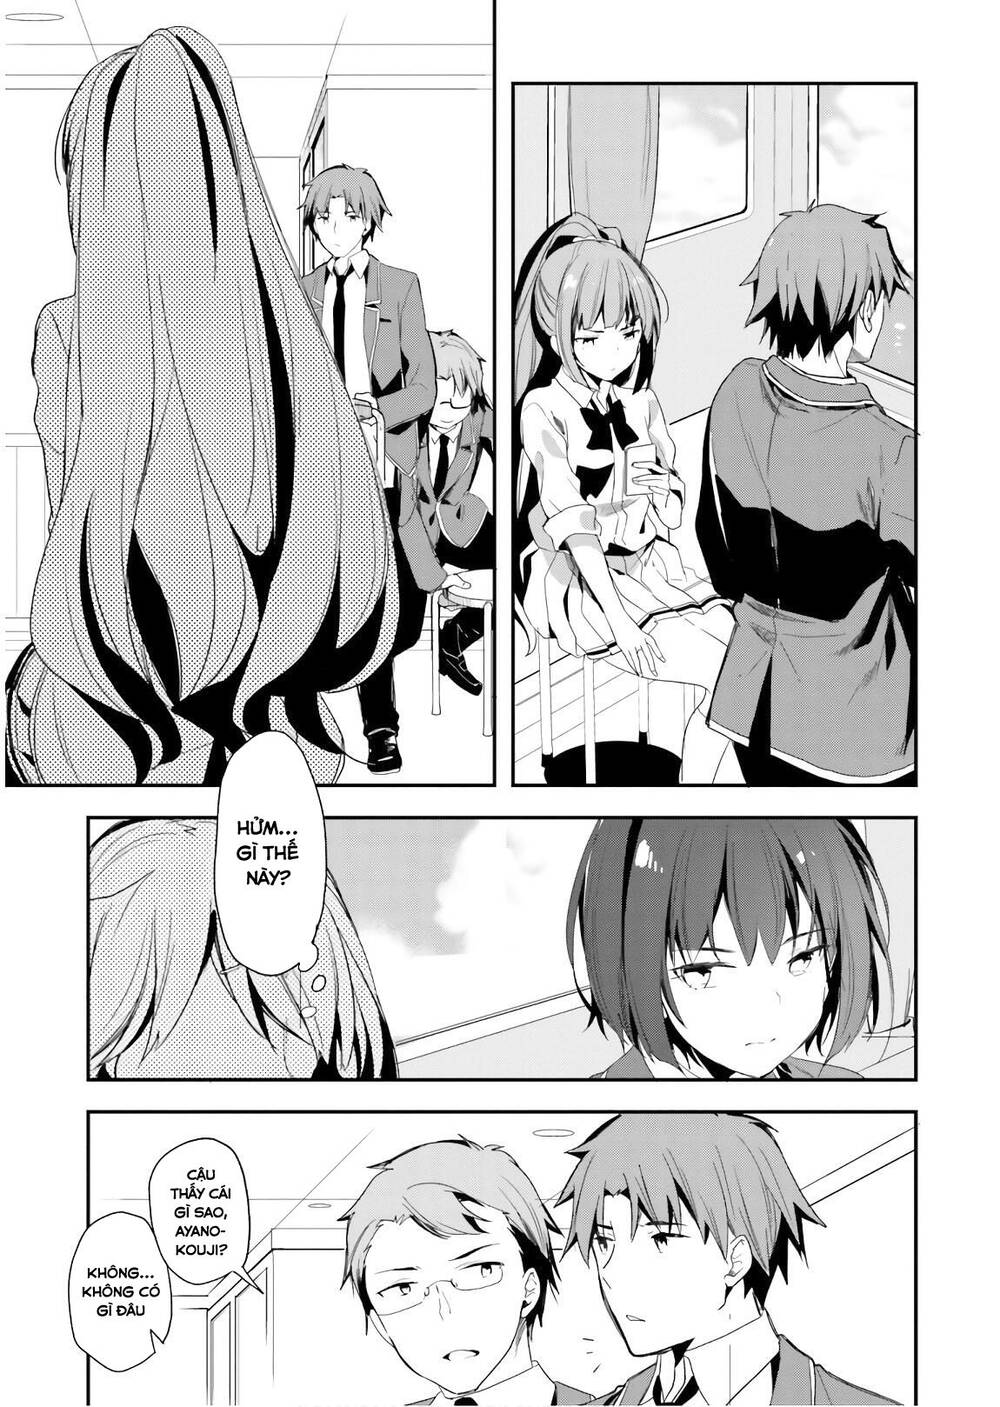 HỬM...
GÌ THẾ
NÀY?
CẬU
THẤY CÁI
GÌ SAO,
AYANO-
KOUJI?
KHÔNG...
KHÔNG CÓ
GÌ ĐÂU